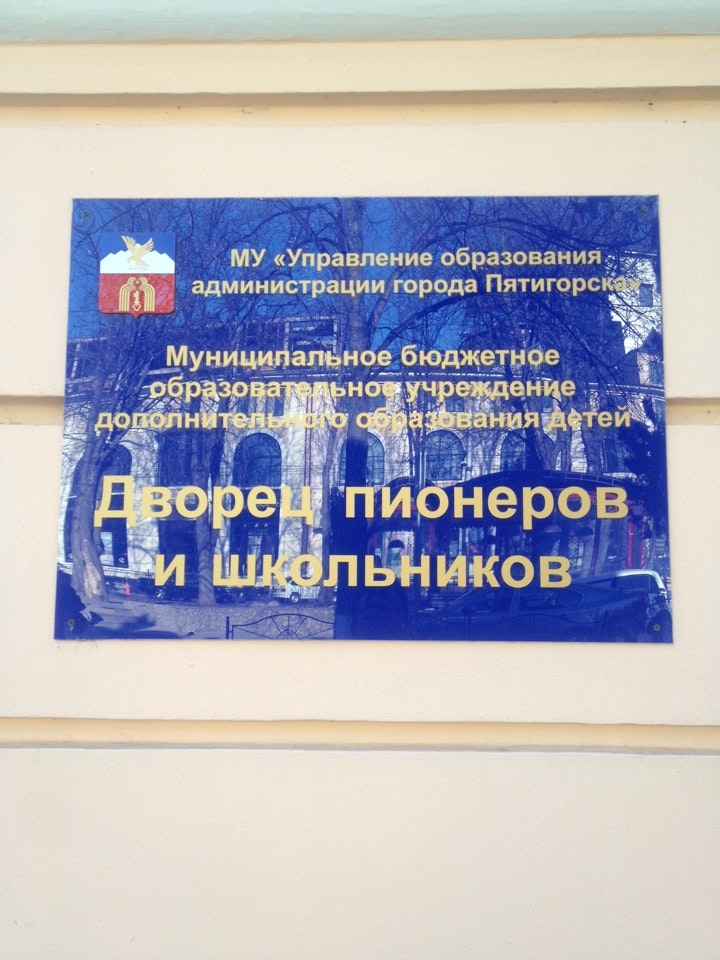 МУ «Управление образования
администрации города Пятигорска»
Муниципальное бюджетное
образовательное учреждение
дополнительного образования детей
Дворец пионеров
и школьников